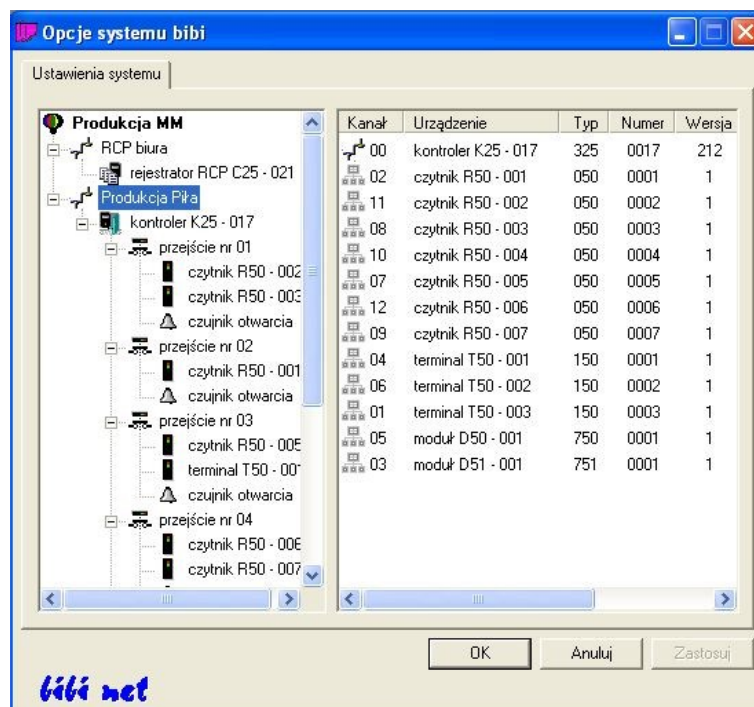 Opcje systemu bibi
Ustawienia systemu
Produkcja MM
RCP biura
rejestrator RCP C25 - 021
Produkcja Piła
kontroler K25 - 017
przejście nr 01
czytnik R50 - 002
czytnik R50 - 003
czujnik otwarcia
przejście nr 02
czytnik R50 - 001
czujnik otwarcia
przejście nr 03
czytnik R50 - 005
terminal T50 - 001
czujnik otwarcia
przejście nr 04
czytnik R50 - 006
czytnik R50 - 007
Kanał Urządzenie Typ Numer Wersja
00 kontroler K25 - 017 325 0017 212
02 czytnik R50 - 001 050 0001 1
11 czytnik R50 - 002 050 0002 1
08 czytnik R50 - 003 050 0003 1
10 czytnik R50 - 004 050 0004 1
07 czytnik R50 - 005 050 0005 1
12 czytnik R50 - 006 050 0006 1
09 czytnik R50 - 007 050 0007 1
04 terminal T50 - 001 150 0001 1
06 terminal T50 - 002 150 0002 1
01 terminal T50 - 003 150 0003 1
05 moduł D50 - 001 750 0001 1
03 moduł D51 - 001 751 0001 1
OK Anuluj Zastosuj
bibi net